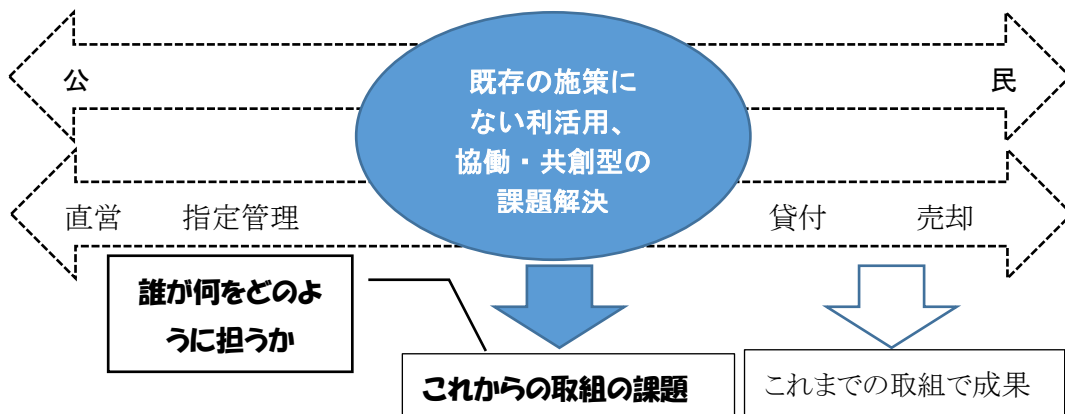 公
民
既存の施策に
ない利活用、
協働・共創型の
課題解決
直営
指定管理
貸付
売却
誰が何をどのよ
うに担うか
これからの取組の課題
これまでの取組で成果